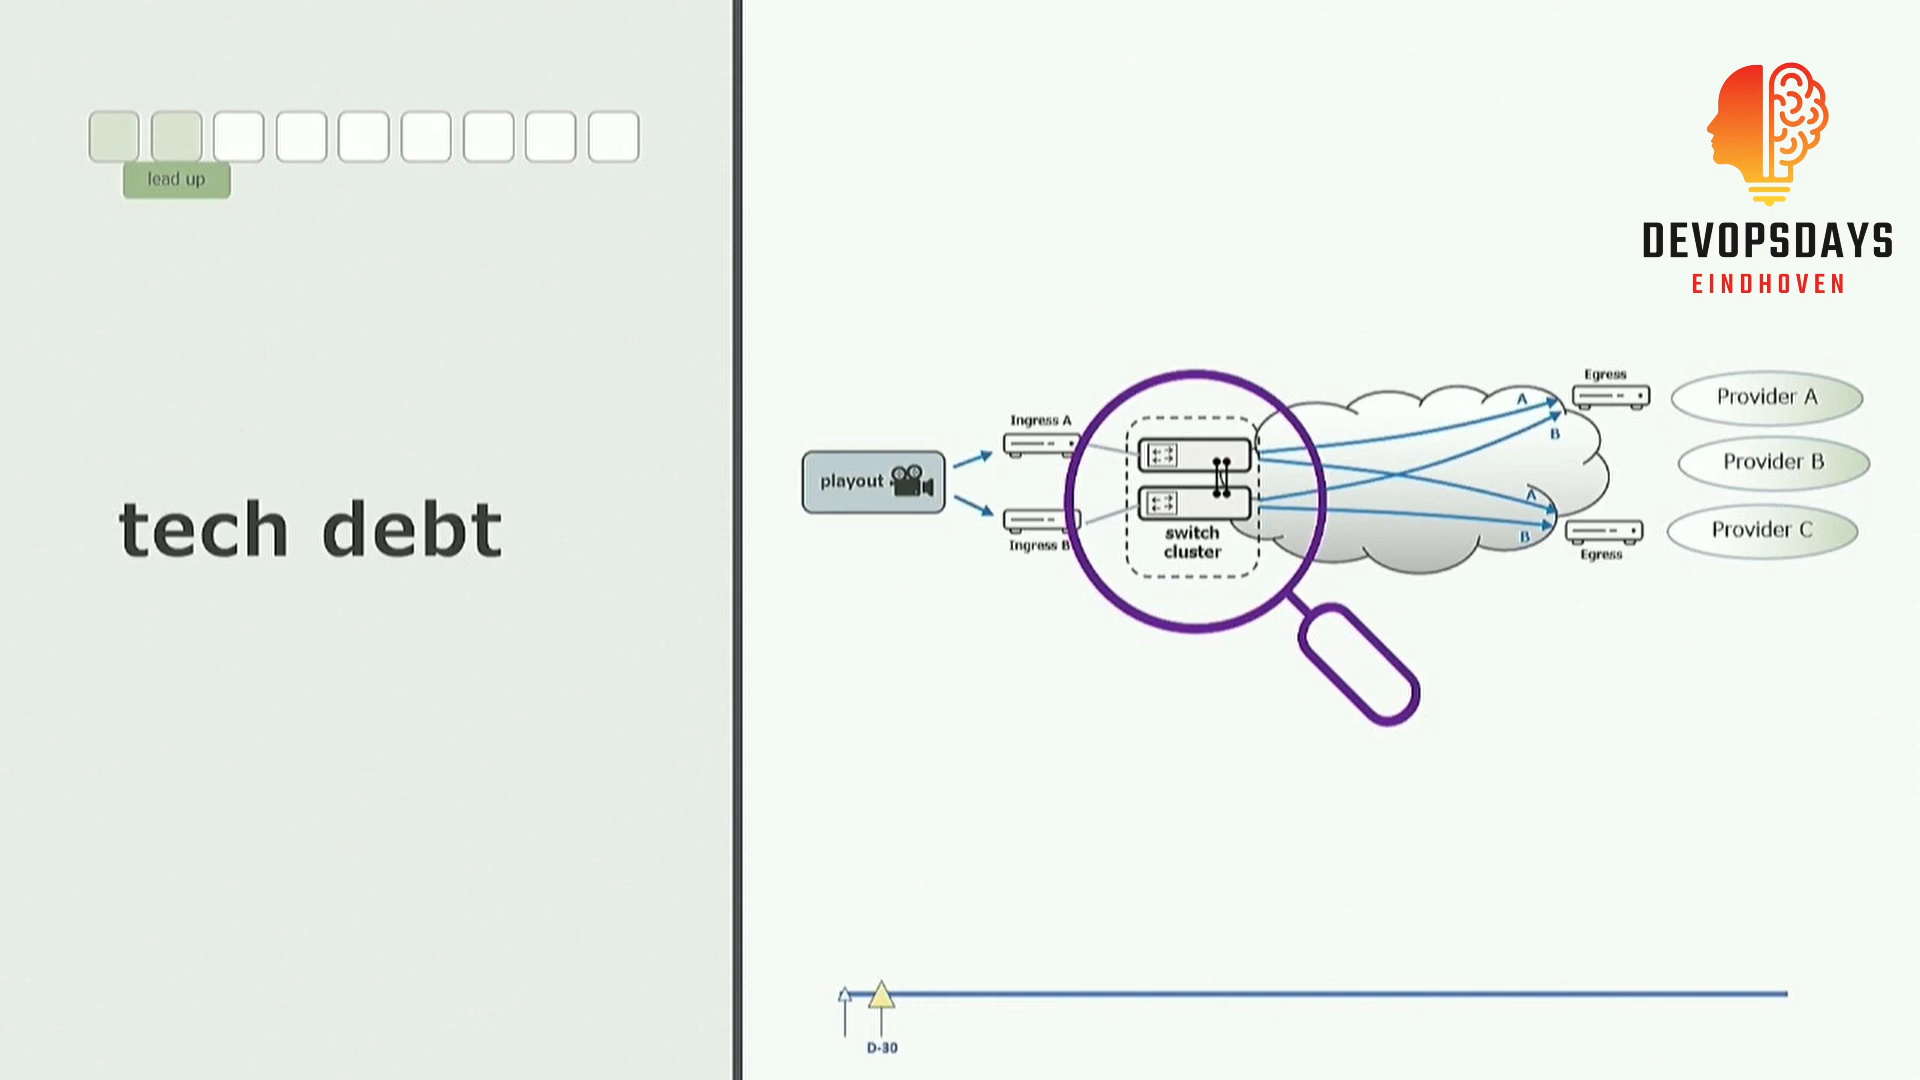 lead up
tech debt
DEVOPSDAYS
EINDHOVEN
Egress
A
Provider A
Ingress A
B
Provider B
playout
A
switch
cluster
Provider C
B
Ingress B
Egress
D-30